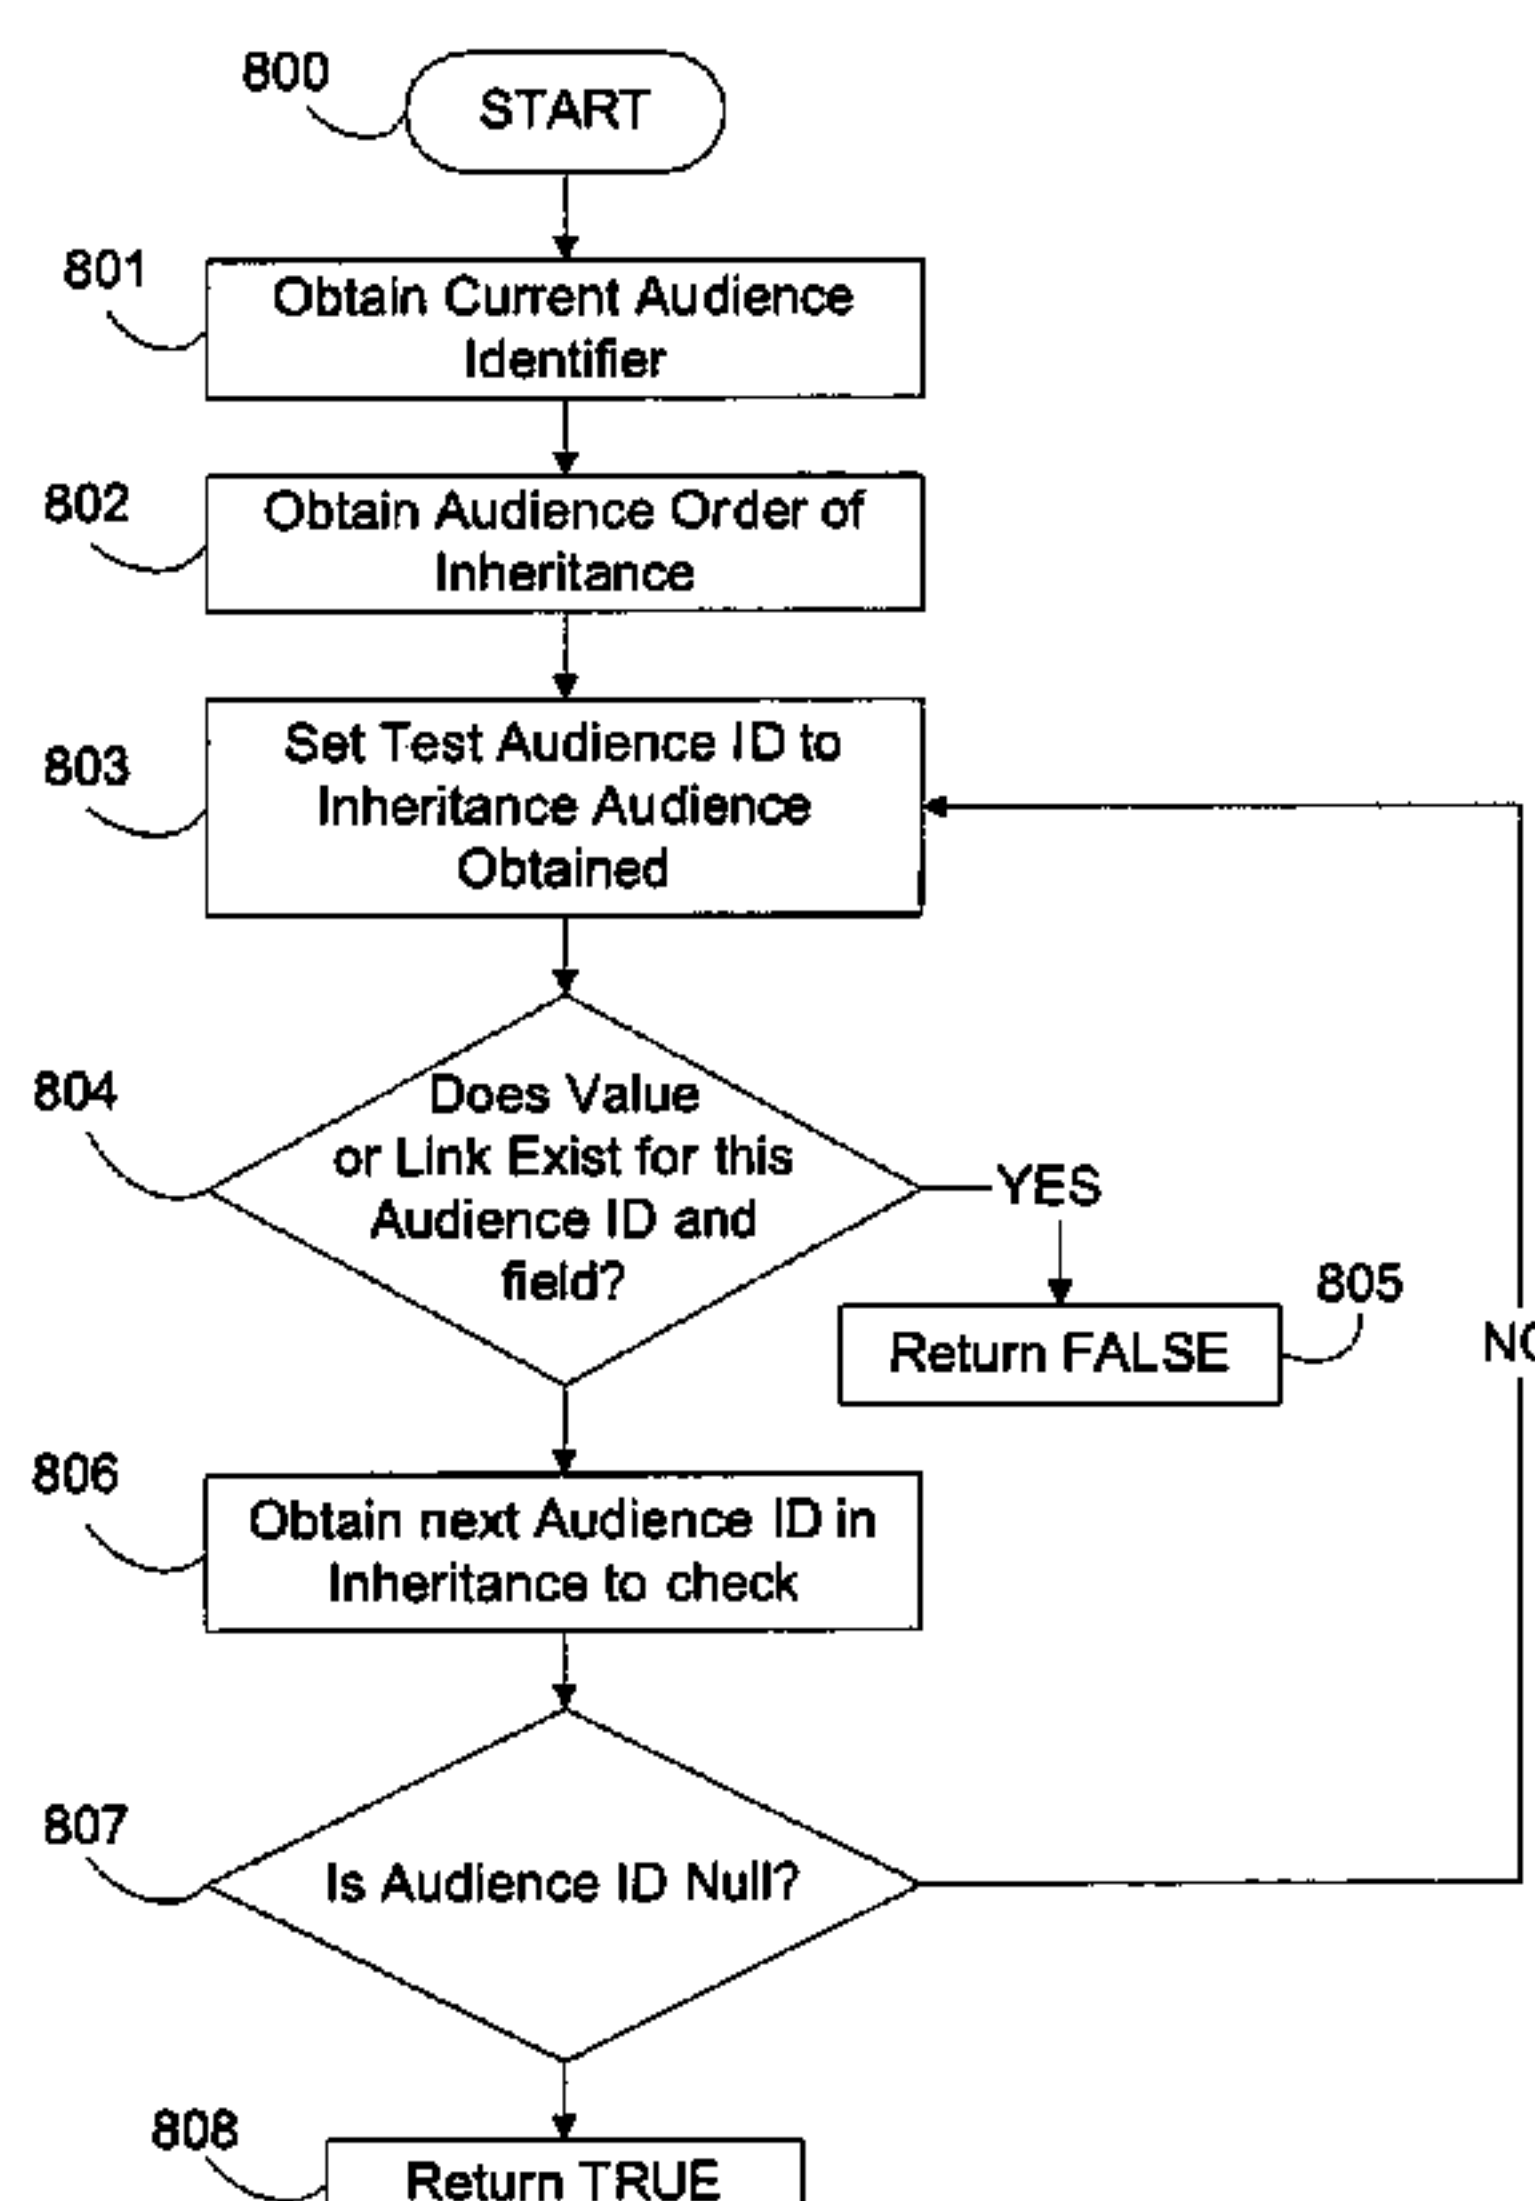 800
START
801
Obtain Current Audience
Identifier
802
Obtain Audience Order of
Inheritance
803
Set Test Audience ID to
Inheritance Audience
Obtained
804
Does Value
or Link Exist for this
Audience ID and
field?
YES
805
Return FALSE
806
Obtain next Audience ID in
Inheritance to check
807
Is Audience ID Null?
808
Return TRUE